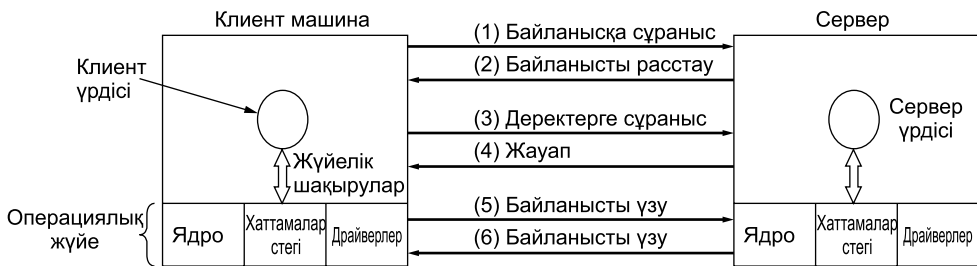 Клиент машина
Сервер
(1) Байланысқа сұраныс
(2) Байланысты расстау
Клиент
үрдісі
(3) Деректерге сұраныс
Сервер
үрдісі
(4) Жауап
Жүйелік
шақырулар
Операциялық
жүйе
(5) Байланысты үзу
(6) Байланысты үзу
Ядро
Хаттамалар
стегі
Драйверлер
Ядро
Хаттамалар
стегі
Драйверлер